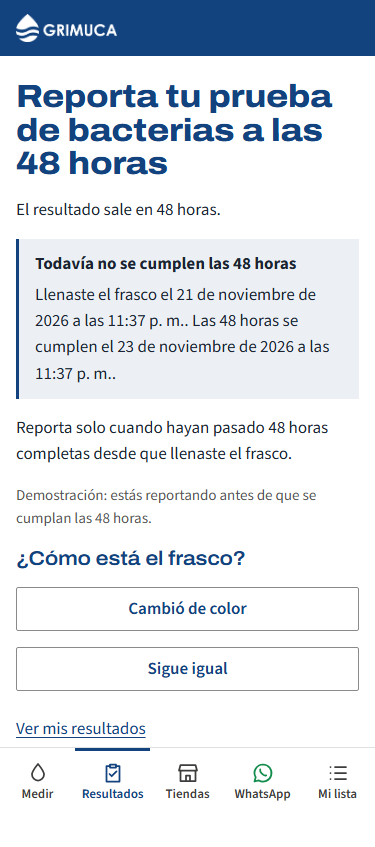 GRIMUCA
Reporta tu prueba
de bacterias a las
48 horas
El resultado sale en 48 horas.
Todavía no se cumplen las 48 horas
Llenaste el frasco el 21 de noviembre de
2026 a las 11:37 p. m.. Las 48 horas se
cumplen el 23 de noviembre de 2026 a las
11:37 p. m..
Reporta solo cuando hayan pasado 48 horas
completas desde que llenaste el frasco.
Demostración: estás reportando antes de que se
cumplan las 48 horas.
¿Cómo está el frasco?
Cambió de color
Sigue igual
Ver mis resultados
Medir Resultados Tiendas WhatsApp Mi lista